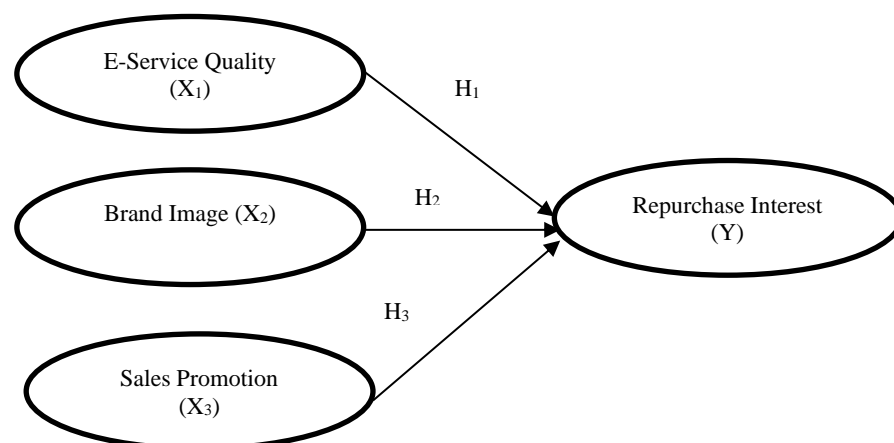 E-Service Quality
(X₁)
H₁
Brand Image (X₂)
H₂
Repurchase Interest
(Y)
H₃
Sales Promotion
(X₃)